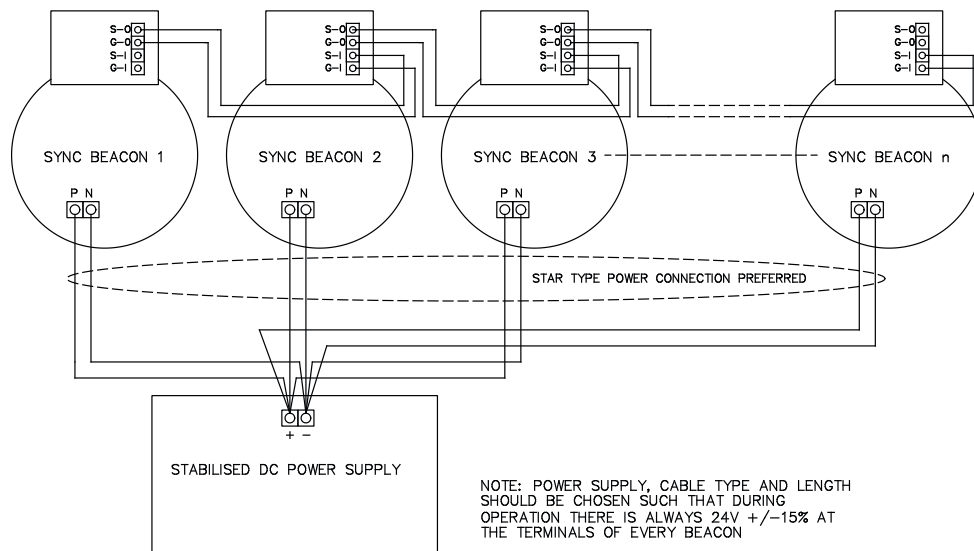 S-O
G-O
S-I
G-I
S-O
G-O
S-I
G-I
S-O
G-O
S-I
G-I
S-O
G-O
S-I
G-I
SYNC BEACON 1
SYNC BEACON 2
SYNC BEACON 3
SYNC BEACON n
P N
P N
P N
P N
STAR TYPE POWER CONNECTION PREFERRED
+ -
STABILISED DC POWER SUPPLY
NOTE: POWER SUPPLY, CABLE TYPE AND LENGTH
SHOULD BE CHOSEN SUCH THAT DURING
OPERATION THERE IS ALWAYS 24V +/-15% AT
THE TERMINALS OF EVERY BEACON